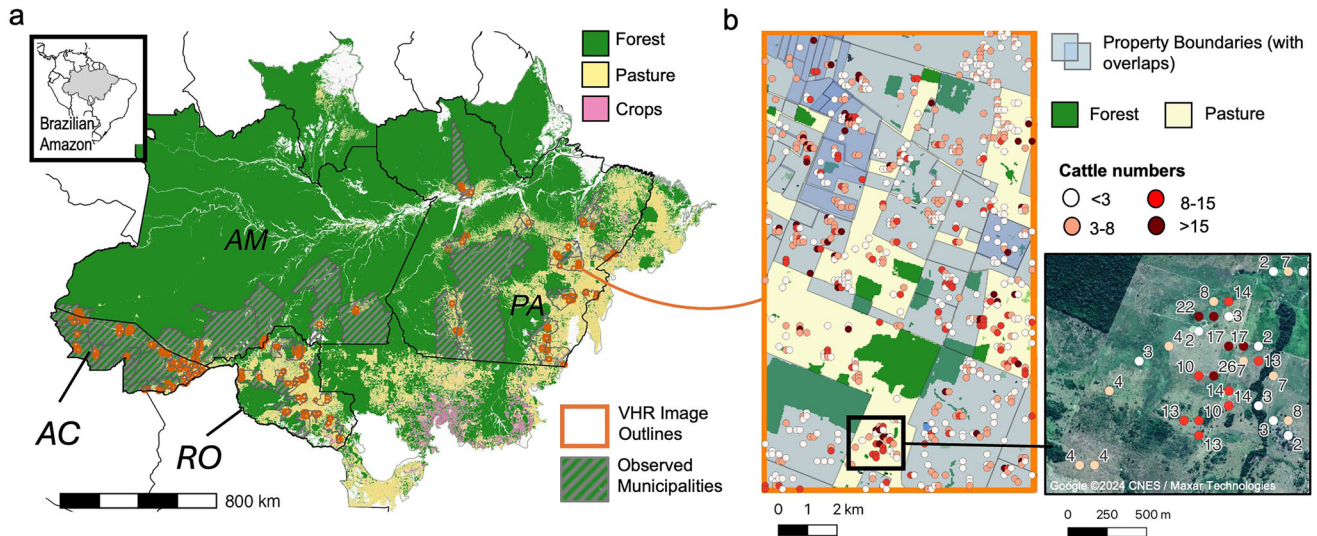 a
Brazilian
Amazon
Forest
Pasture
Crops
AM
PA
AC
RO
VHR Image
Outlines
Observed
Municipalities
800 km
b
Property Boundaries (with
overlaps)
Forest
Pasture
Cattle numbers
<3
8-15
3-8
>15
0 1 2 km
2 7
8 14
22 3
4 2 17 17 2
3 13
10 26 7
4 7
14 14 3
13 10 8
3
13 2
4 4
Google ©2024 CNES / Maxar Technologies
0 250 500 m